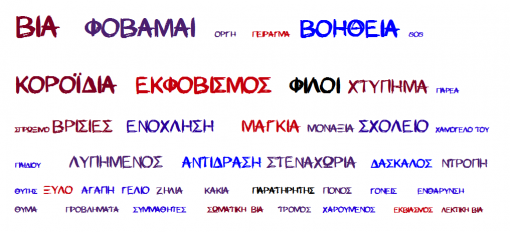 ΒΙΑ ΦΟΒΑΜΑΙ ΟΡΓΗ ΠΕΙΡΑΓΜΑ ΒΟΗΘΕΙΑ SOS
ΚΟΡΟΪΔΙΑ ΕΚΦΟΒΙΣΜΟΣ ΦΙΛΟΙ ΧΤΥΠΗΜΑ ΠΑΡΕΑ
ΣΠΡΩΞΙΜΟ ΒΡΙΣΙΕΣ ΕΝΟΧΛΗΣΗ ΜΑΓΚΙΑ ΜΟΝΑΞΙΑ ΣΧΟΛΕΙΟ ΧΑΜΟΓΕΛΟ ΤΟΥ
ΠΑΙΔΙΟΥ ΛΥΠΗΜΕΝΟΣ ΑΝΤΙΔΡΑΣΗ ΣΤΕΝΑΧΩΡΙΑ ΔΑΣΚΑΛΟΣ ΝΤΡΟΠΗ
ΘΥΤΗΣ ΞΥΛΟ ΑΓΑΠΗ ΓΕΛΙΟ ΖΗΛΙΑ ΚΑΚΙΑ ΠΑΡΑΤΗΡΗΤΗΣ ΠΟΝΟΣ ΓΟΝΕΙΣ ΕΝΘΑΡΥΝΣΗ
ΘΥΜΑ ΠΡΟΒΛΗΜΑΤΑ ΣΥΜΜΑΘΗΤΕΣ ΣΩΜΑΤΙΚΗ ΒΙΑ ΤΡΟΜΟΣ ΧΑΡΟΥΜΕΝΟΣ ΕΚΒΙΑΣΜΟΣ ΛΕΚΤΙΚΗ ΒΙΑ